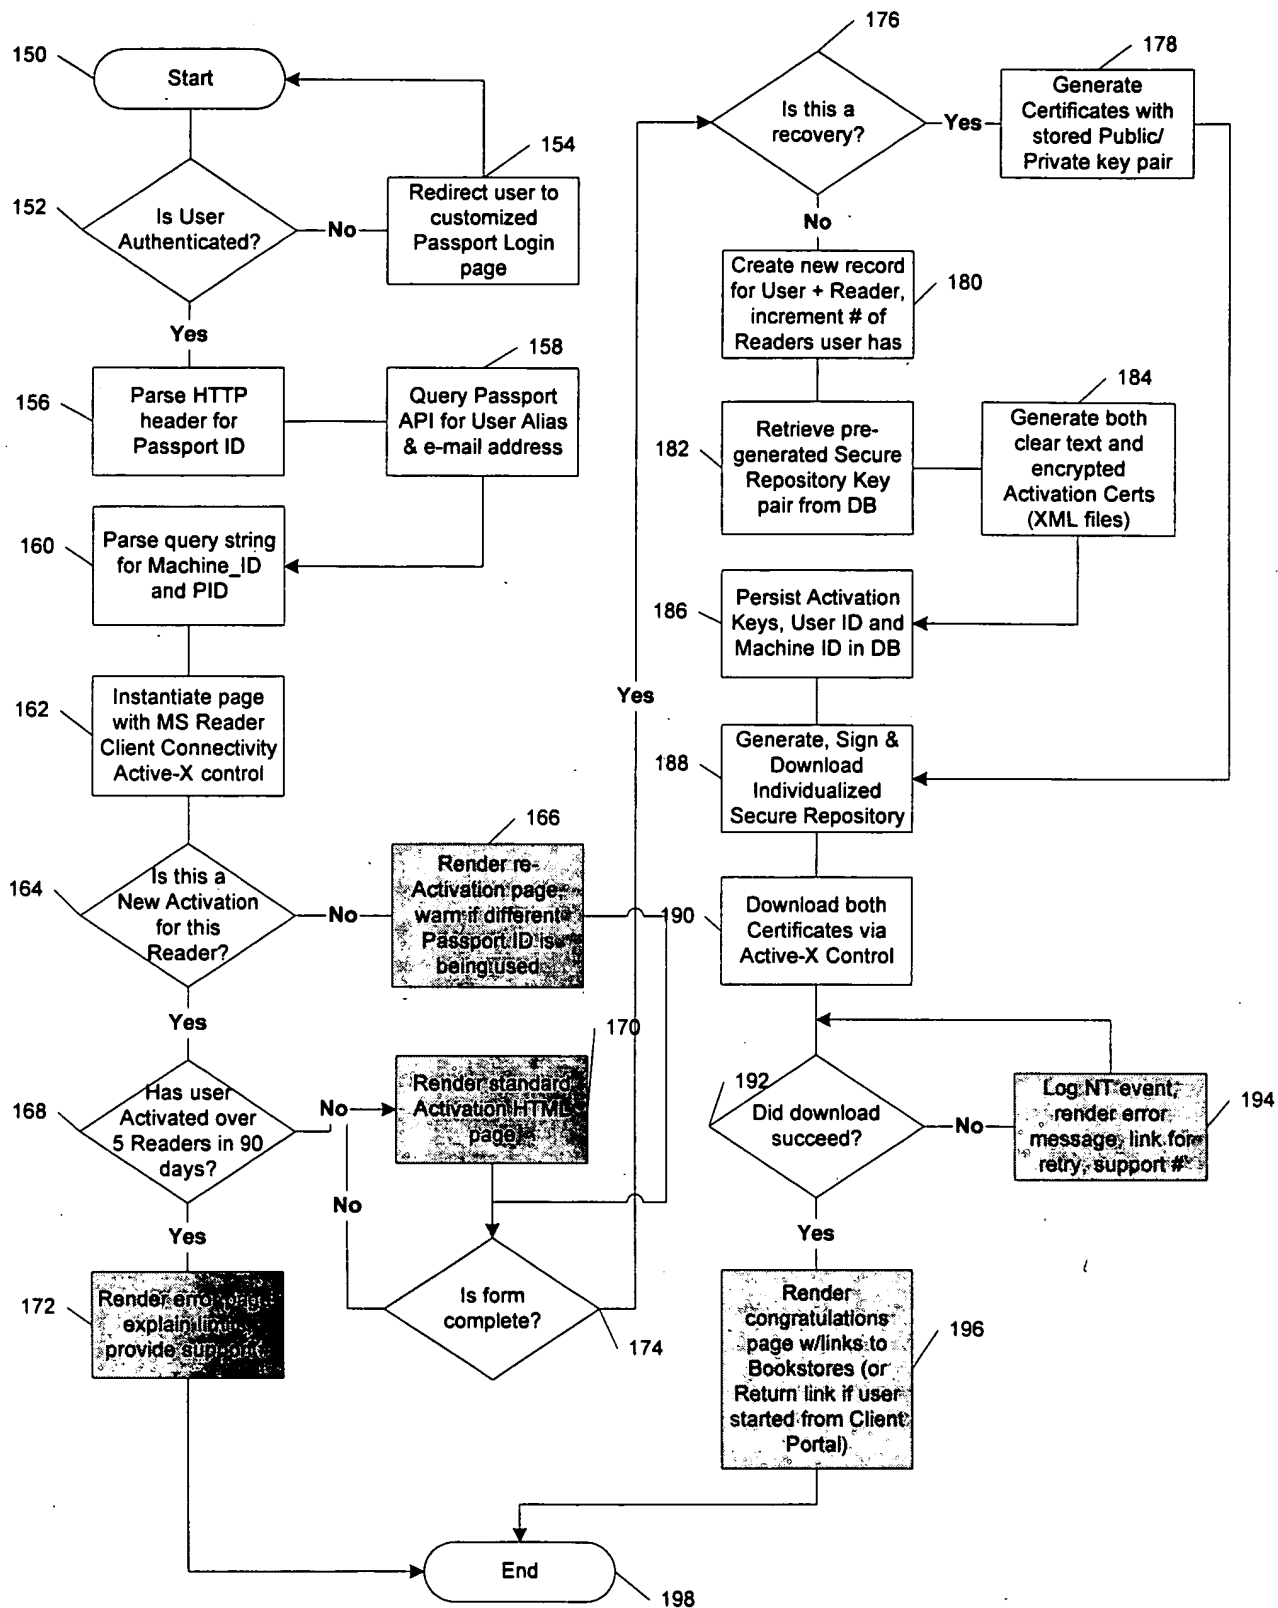 150
Start
152
Is User
Authenticated?
No
154
Redirect user to
customized
Passport Login
page
Yes
156
Parse HTTP
header for
Passport ID
158
Query Passport
API for User Alias
& e-mail address
160
Parse query string
for Machine_ID
and PID
162
Instantiate page
with MS Reader
Client Connectivity
Active-X control
164
Is this a
New Activation
for this
Reader?
No
166
Render re-
Activation page,
warn if different
Passport ID is
being used
Yes
168
Has user
Activated over
5 Readers in 90
days?
No
170
Render standard
Activation HTML
page
No
Yes
172
Render error page
explain limit
provide support
Is form
complete?
174
Yes
176
Is this a
recovery?
Yes
178
Generate
Certificates with
stored Public/
Private key pair
No
180
Create new record
for User + Reader,
increment # of
Readers user has
182
Retrieve pre-
generated Secure
Repository Key
pair from DB
184
Generate both
clear text and
encrypted
Activation Certs
(XML files)
186
Persist Activation
Keys, User ID and
Machine ID in DB
188
Generate, Sign &
Download
Individualized
Secure Repository
190
Download both
Certificates via
Active-X Control
192
Did download
succeed?
No
194
Log NT event,
render error
message, link for
retry, support #
Yes
196
Render
congratulations
page w/links to
Bookstores (or
Return link if user
started from Client
Portal)
End
198